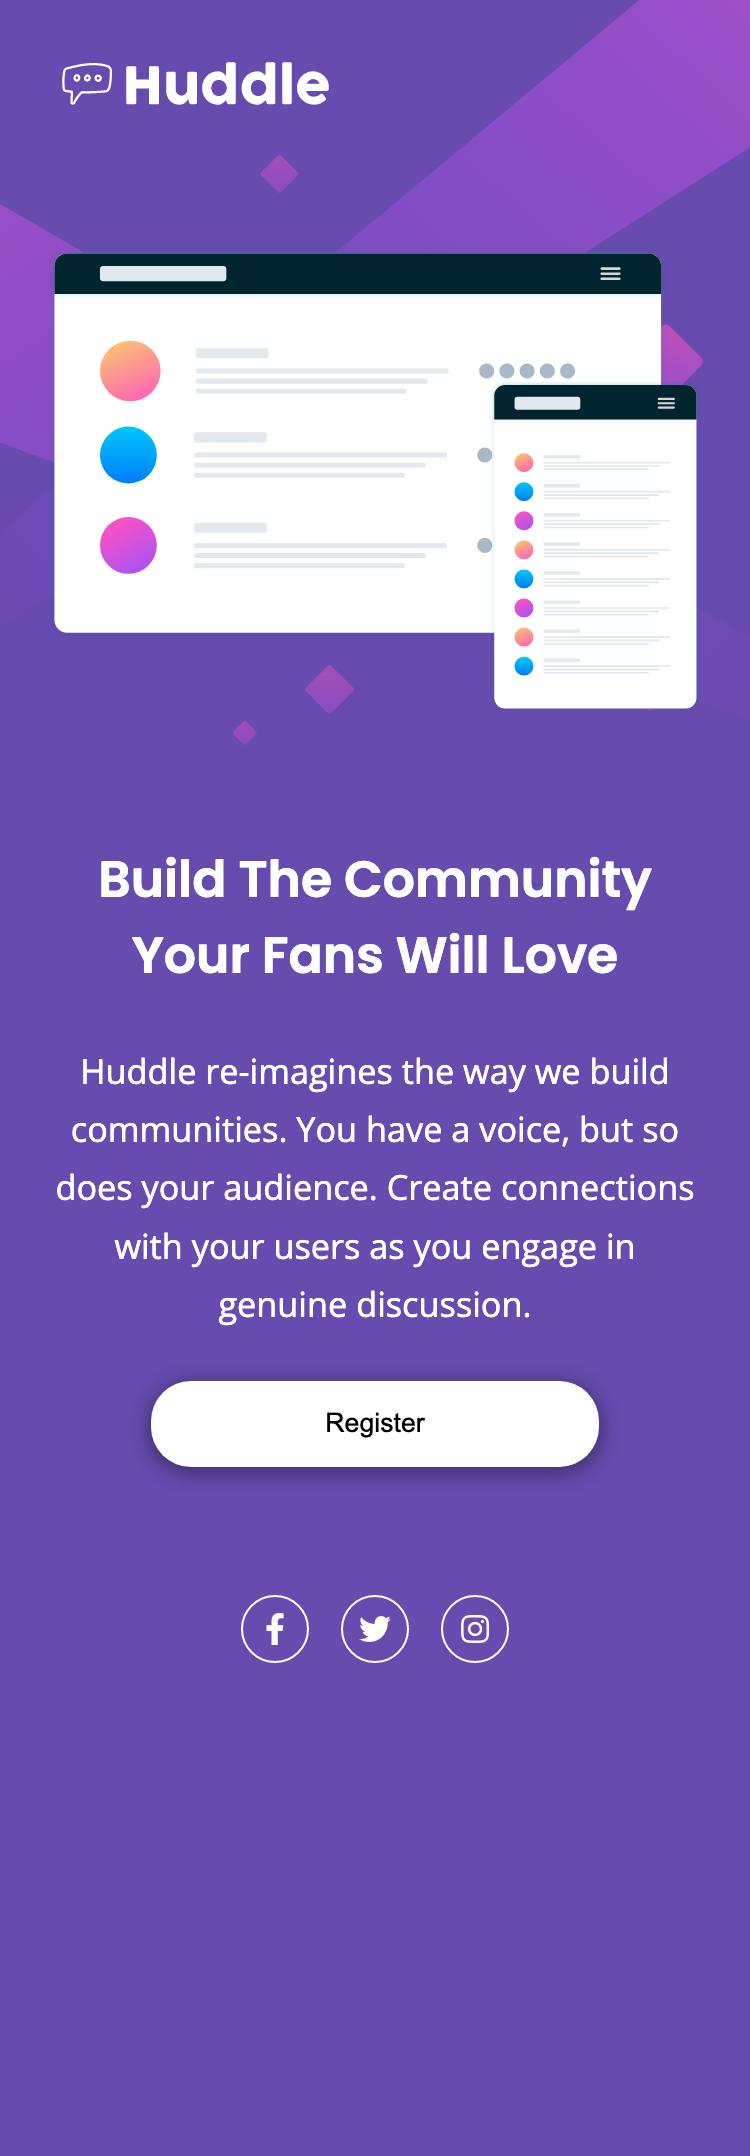 Huddle
Build The Community
Your Fans Will Love
Huddle re-imagines the way we build
communities. You have a voice, but so
does your audience. Create connections
with your users as you engage in
genuine discussion.
Register